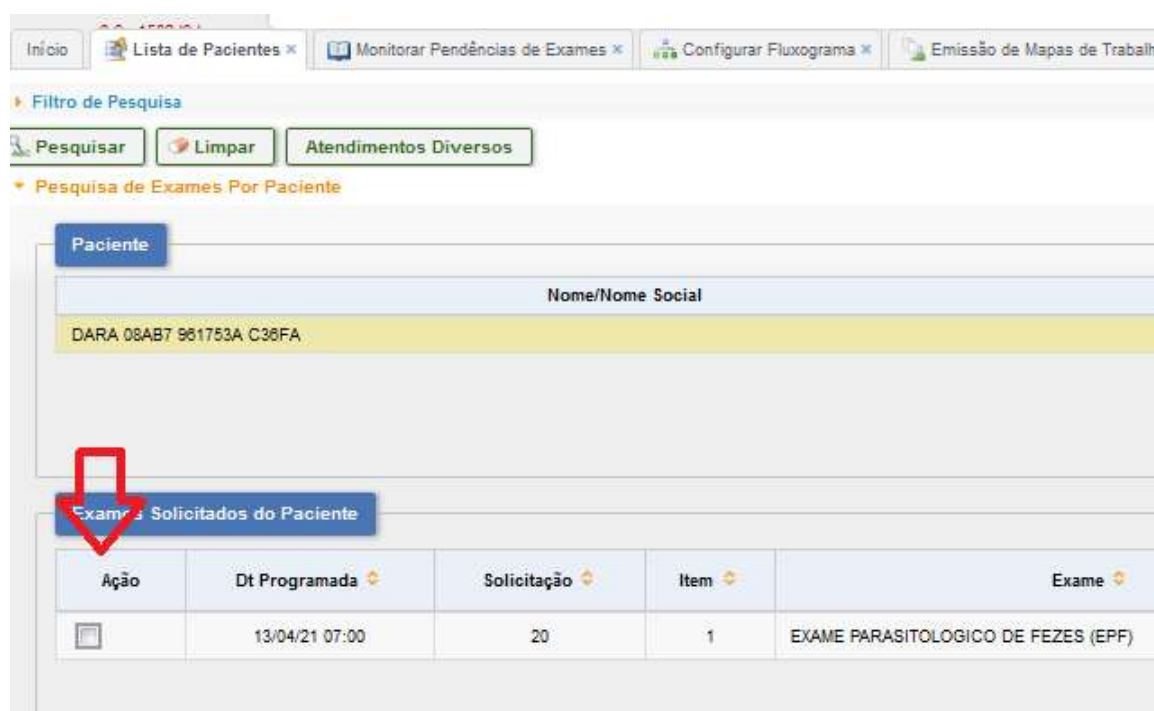 Início Lista de Pacientes × Monitorar Pendências de Exames × Configurar Fluxograma × Emissão de Mapas de Trabalh
Filtro de Pesquisa
Pesquisar Limpar Atendimentos Diversos
Pesquisa de Exames Por Paciente
Paciente
Nome/Nome Social
DARA 08AB7 961753A C36FA
Exames Solicitados do Paciente
Ação Dt Programada Solicitação Item Exame
13/04/21 07:00 20 1 EXAME PARASITOLOGICO DE FEZES (EPF)